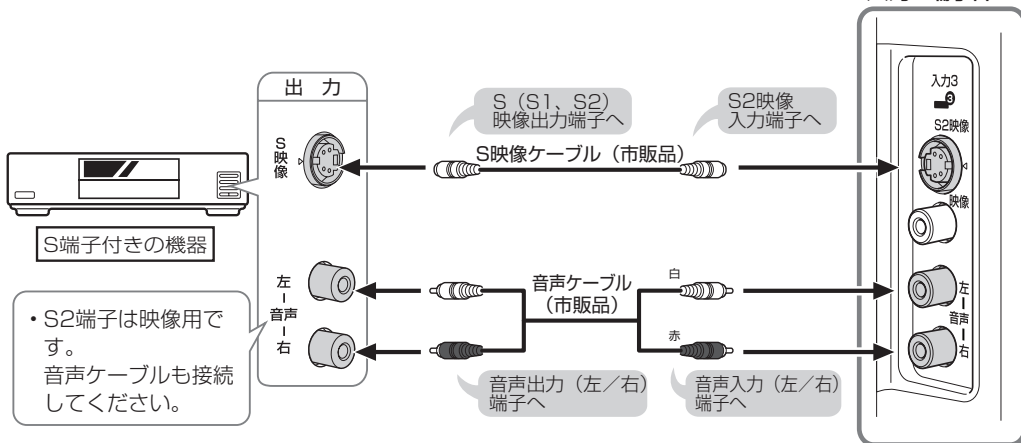 出 力
S映像
左
音声
右
S端子付きの機器
・S2端子は映像用で
す。
音声ケーブルも接続
してください。
S（S1、S2）
映像出力端子へ
S2映像
入力端子へ
S映像ケーブル（市販品）
音声ケーブル
（市販品）
白
赤
音声出力（左／右）
端子へ
音声入力（左／右）
端子へ
入力3
3
S2映像
映像
左
音声
右